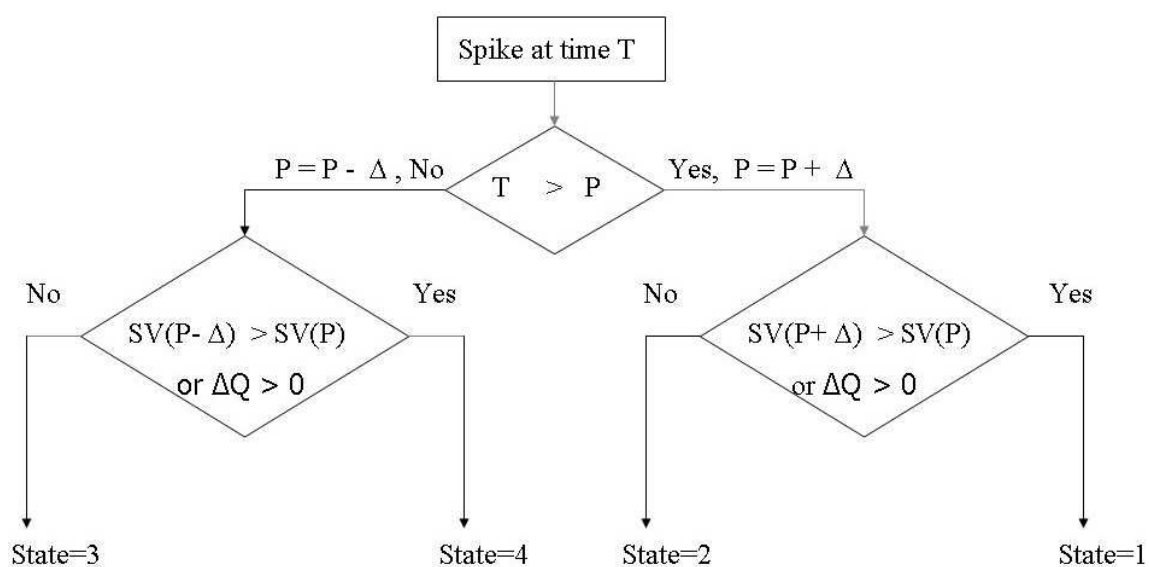 Spike at time T
P = P - Δ , No
Yes, P = P + Δ
T > P
No
Yes
No
Yes
SV(P- Δ) > SV(P)
or ΔQ > 0
SV(P+ Δ) > SV(P)
or ΔQ > 0
State=3
State=4
State=2
State=1